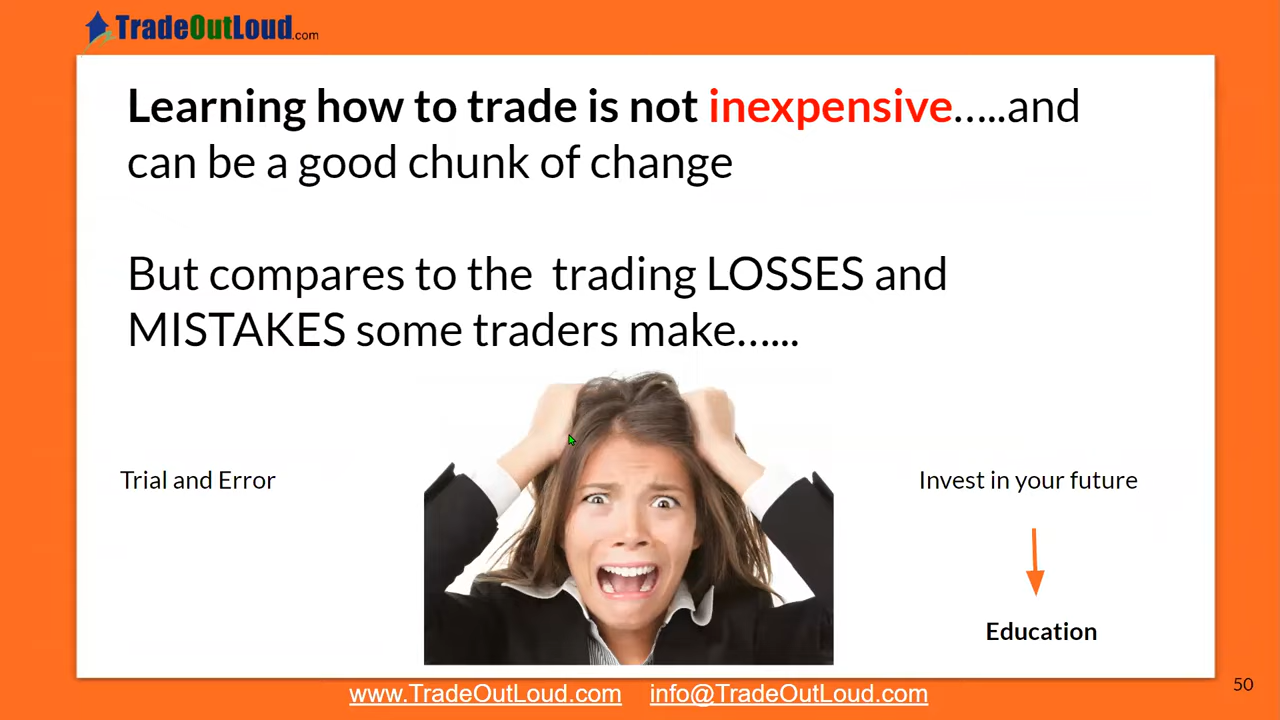 TradeOutLoud.com
Learning how to trade is not inexpensive…..and
can be a good chunk of change
But compares to the  trading LOSSES and
MISTAKES some traders make…...
Trial and Error
Invest in your future
Education
www.TradeOutLoud.com    info@TradeOutLoud.com
50